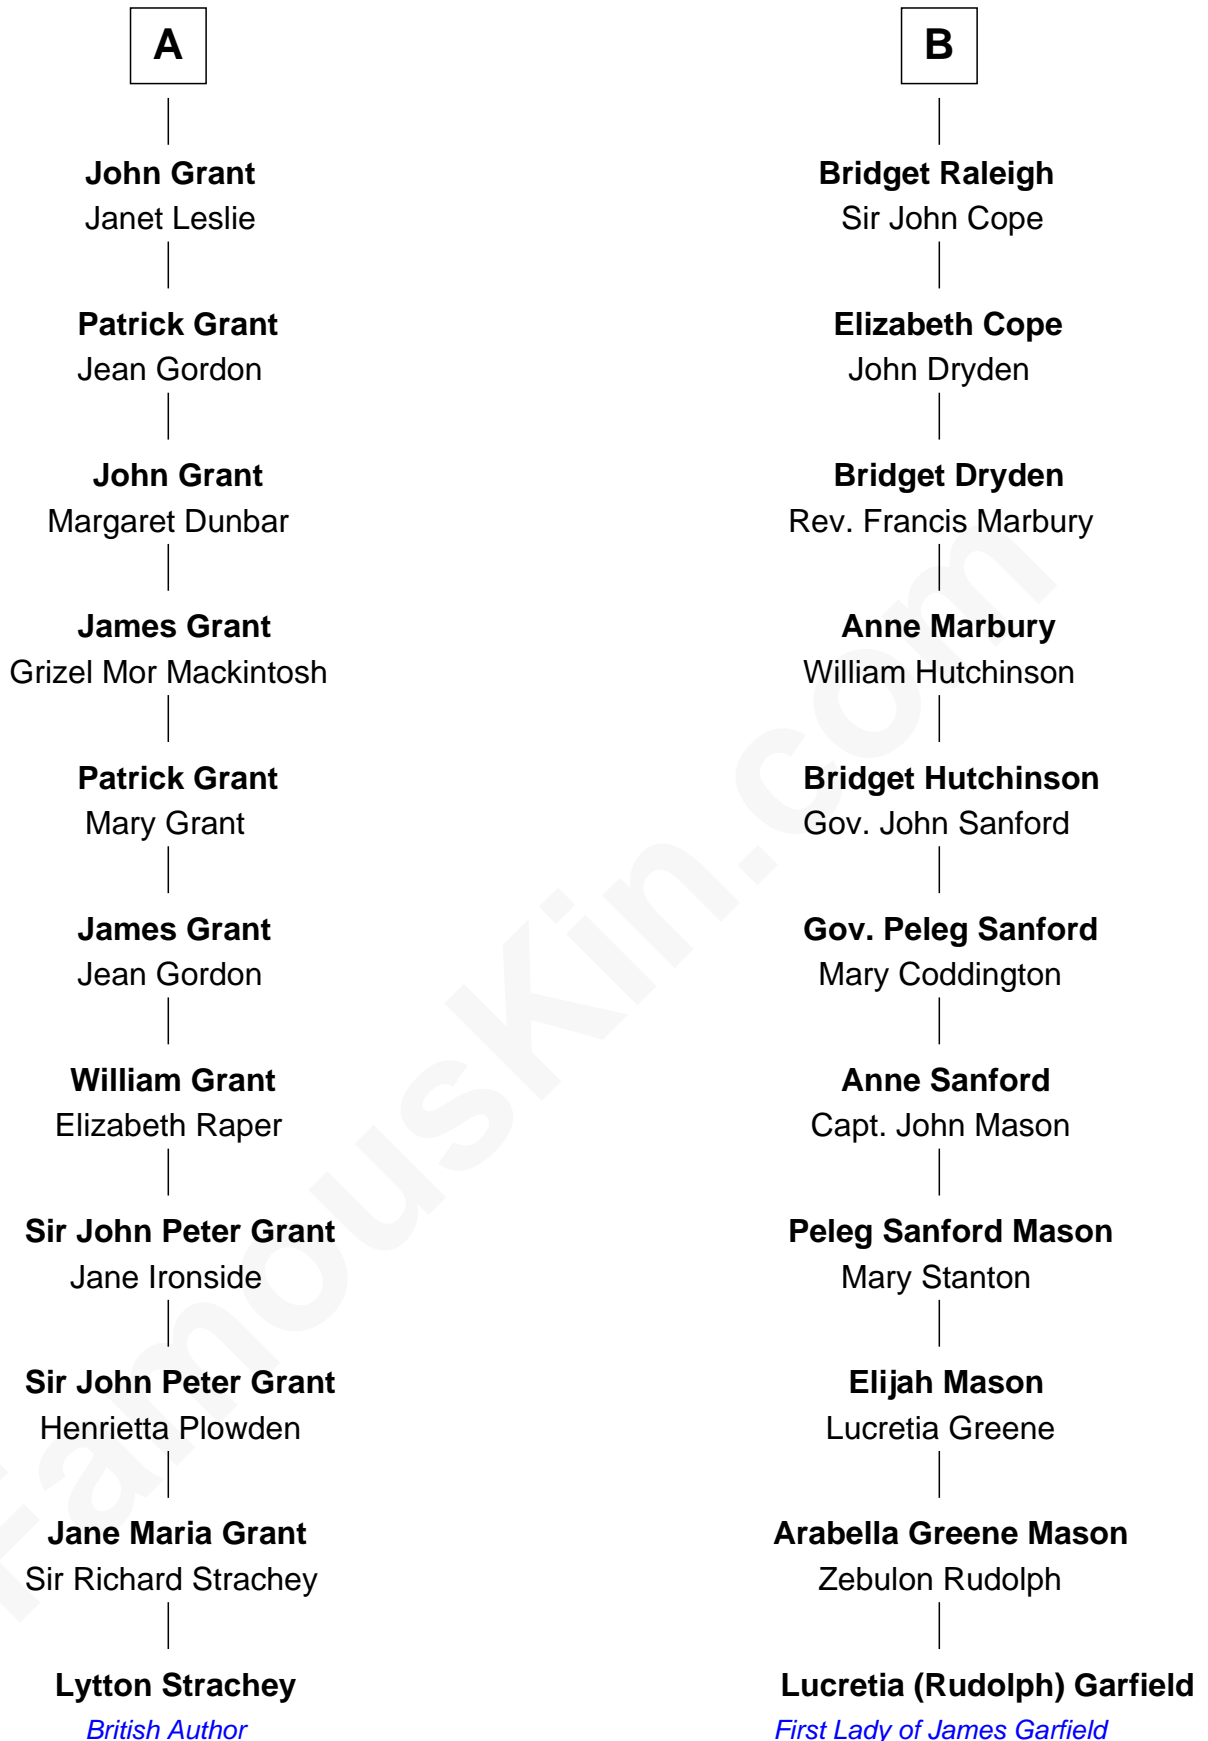 A
John Grant
Janet Leslie
Patrick Grant
Jean Gordon
John Grant
Margaret Dunbar
James Grant
Grizel Mor Mackintosh
Patrick Grant
Mary Grant
James Grant
Jean Gordon
William Grant
Elizabeth Raper
Sir John Peter Grant
Jane Ironside
Sir John Peter Grant
Henrietta Plowden
Jane Maria Grant
Sir Richard Strachey
Lytton Strachey
British Author
B
Bridget Raleigh
Sir John Cope
Elizabeth Cope
John Dryden
Bridget Dryden
Rev. Francis Marbury
Anne Marbury
William Hutchinson
Bridget Hutchinson
Gov. John Sanford
Gov. Peleg Sanford
Mary Coddington
Anne Sanford
Capt. John Mason
Peleg Sanford Mason
Mary Stanton
Elijah Mason
Lucretia Greene
Arabella Greene Mason
Zebulon Rudolph
Lucretia (Rudolph) Garfield
First Lady of James Garfield
FamousKin.com